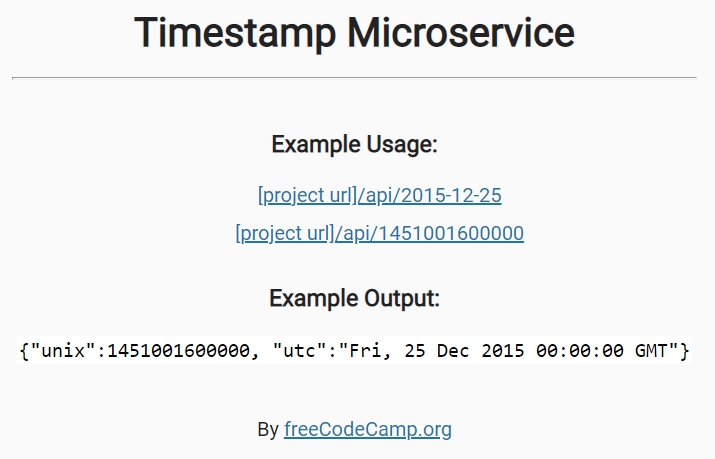 Timestamp Microservice
Example Usage:
[project url]/api/2015-12-25
[project url]/api/1451001600000
Example Output:
{"unix":1451001600000, "utc":"Fri, 25 Dec 2015 00:00:00 GMT"}
By freeCodeCamp.org